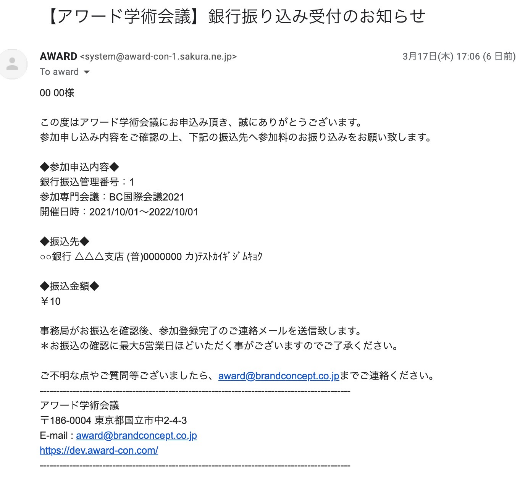 【アワード学術会議】銀行振り込み受付のお知らせ
AWARD <system@award-con-1.sakura.ne.jp> 3月17日(木) 17:06 (6 日前)
To award
00 00様
この度はアワード学術会議にお申込み頂き、誠にありがとうございます。
参加申し込み内容をご確認の上、下記の振込先へ参加料のお振り込みをお願い致します。
◆参加申込内容◆
銀行振込管理番号：1
参加専門会議：BC国際会議2021
開催日時：2021/10/01〜2022/10/01
◆振込先◆
○○銀行 △△△支店 (普)0000000 カ)ﾃｽﾄｶｲｷﾞｼﾞﾑｷｮｸ
◆振込金額◆
￥10
事務局がお振込を確認後、参加登録完了のご連絡メールを送信致します。
＊お振込の確認に最大5営業日ほどいただく事がございますのでご了承ください。
ご不明な点やご質問等ございましたら、award@brandconcept.co.jpまでご連絡ください。
アワード学術会議
〒186-0004 東京都国立市中2-4-3
E-mail : award@brandconcept.co.jp
https://dev.award-con.com/